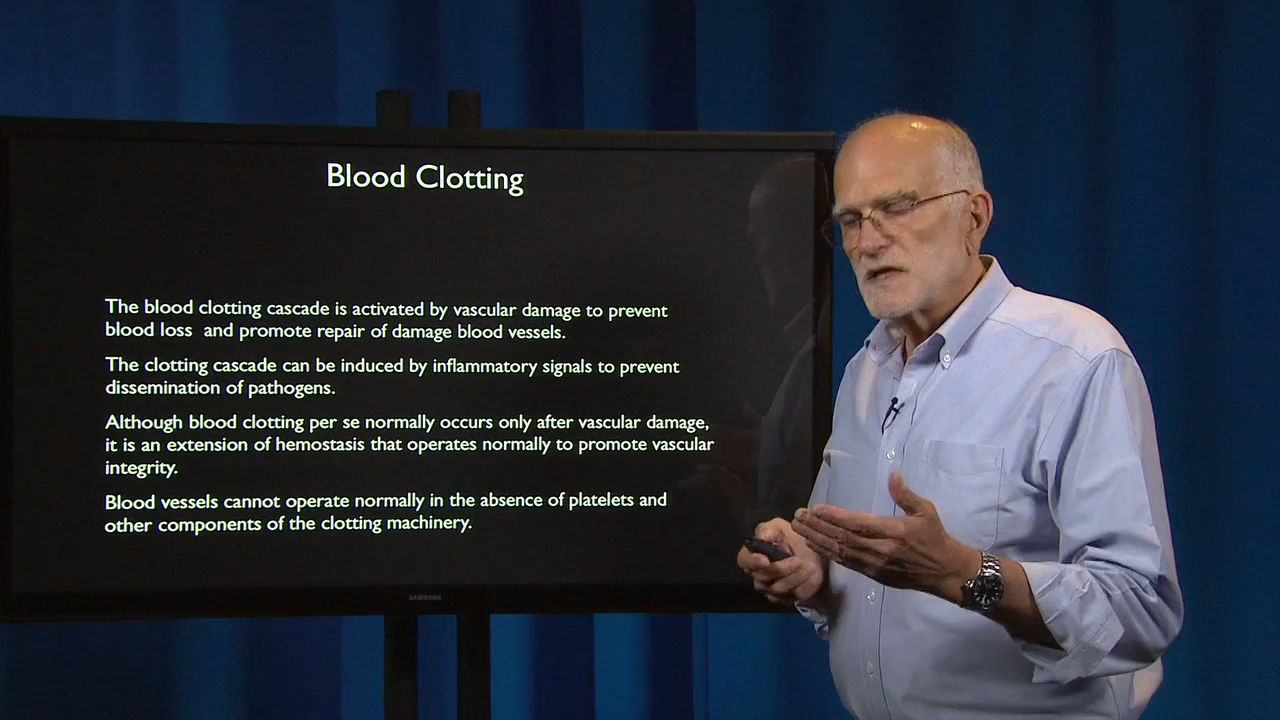 Blood Clotting
The blood clotting cascade is activated by vascular damage to prevent
blood loss and promote repair of damage blood vessels.
The clotting cascade can be induced by inflammatory signals to prevent
dissemination of pathogens.
Although blood clotting per se normally occurs only after vascular damage,
it is an extension of hemostasis that operates normally to promote vascular
integrity.
Blood vessels cannot operate normally in the absence of platelets and
other components of the clotting machinery.
SAMSUNG